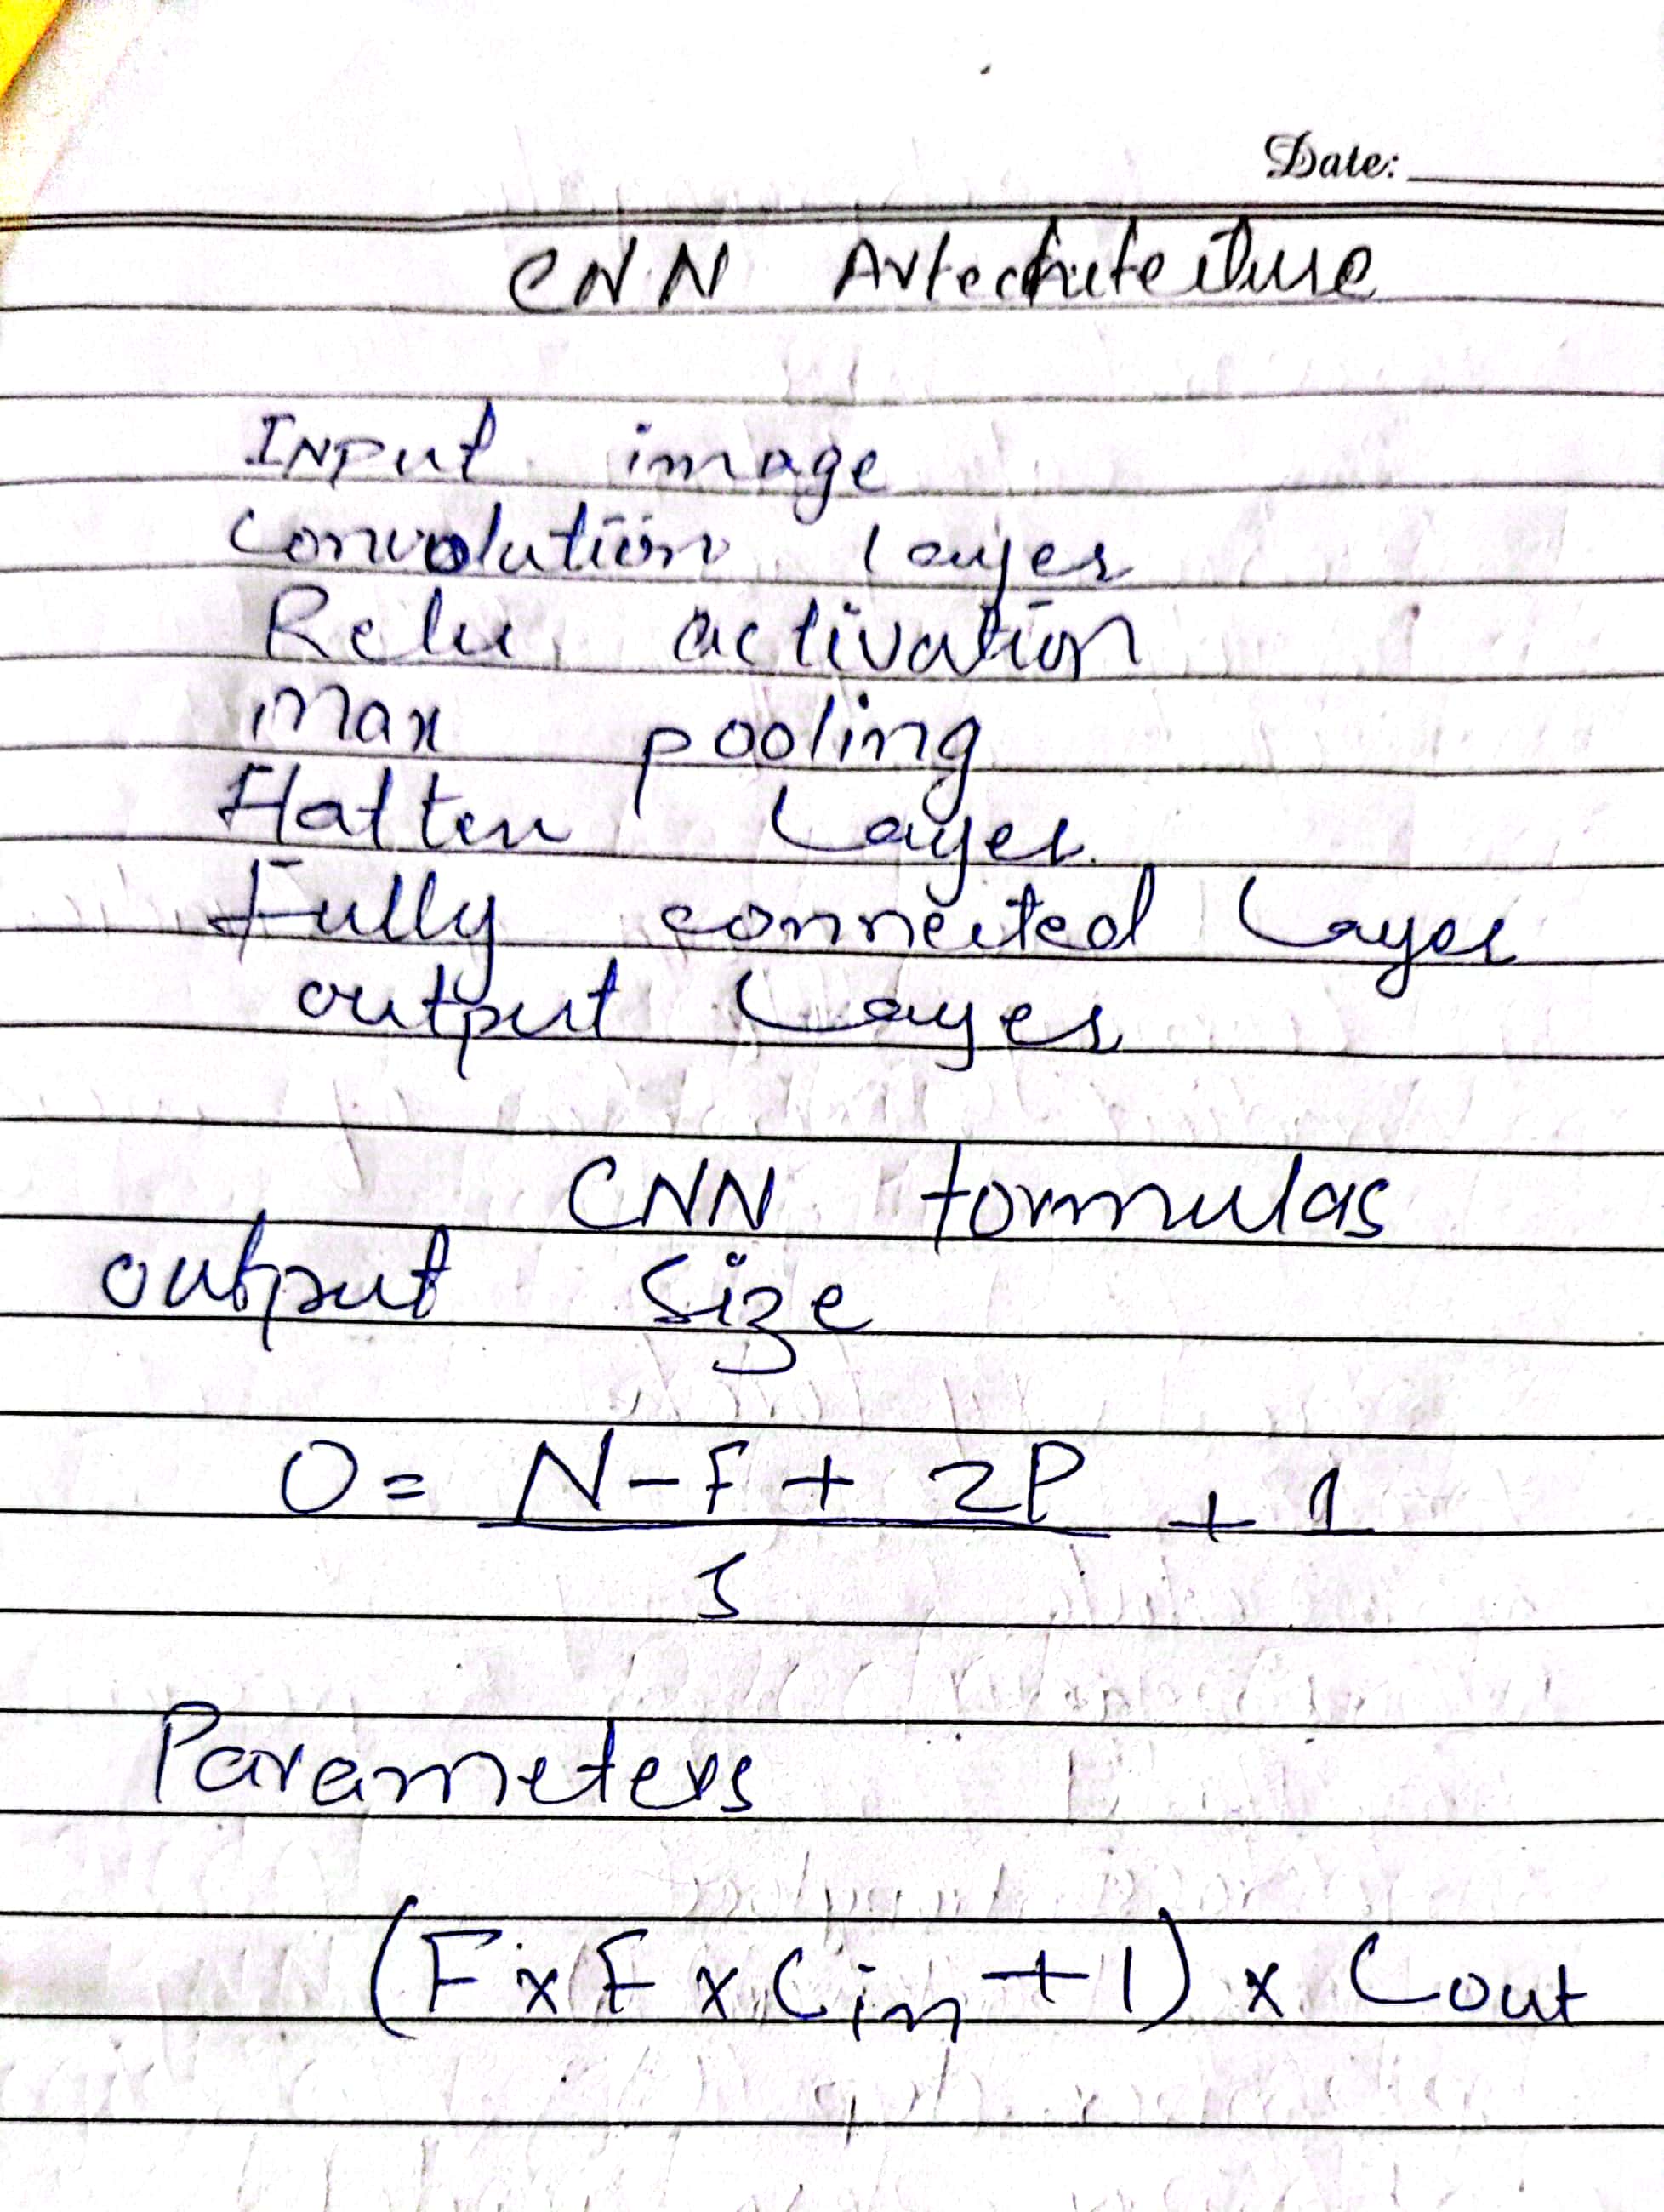 Date:
CNN Artechitecture
Input image
Convolution layer
Relu activation
Max pooling
Flatten Layer
Fully connected Layer
output Layer
CNN formulas
output size
O = N-F + 2P + 1
S
Parameters
(F x F x Cin + 1) x Cout